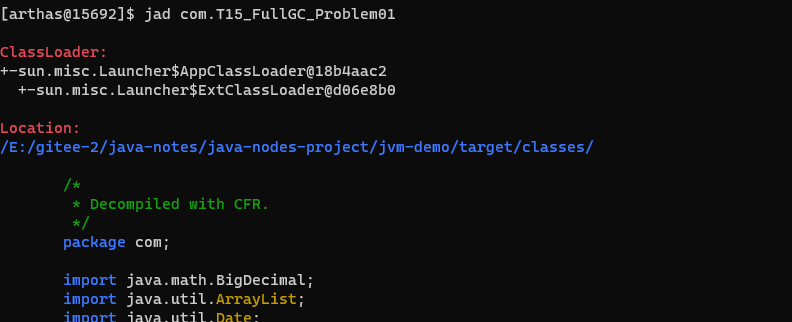 [arthas@15692]$ jad com.T15_FullGC_Problem01
ClassLoader:
+-sun.misc.Launcher$AppClassLoader@18b4aac2
+-sun.misc.Launcher$ExtClassLoader@d06e8b0
Location:
/E:/gitee-2/java-notes/java-nodes-project/jvm-demo/target/classes/
/*
* Decompiled with CFR.
*/
package com;
import java.math.BigDecimal;
import java.util.ArrayList;
import java.util.Date;